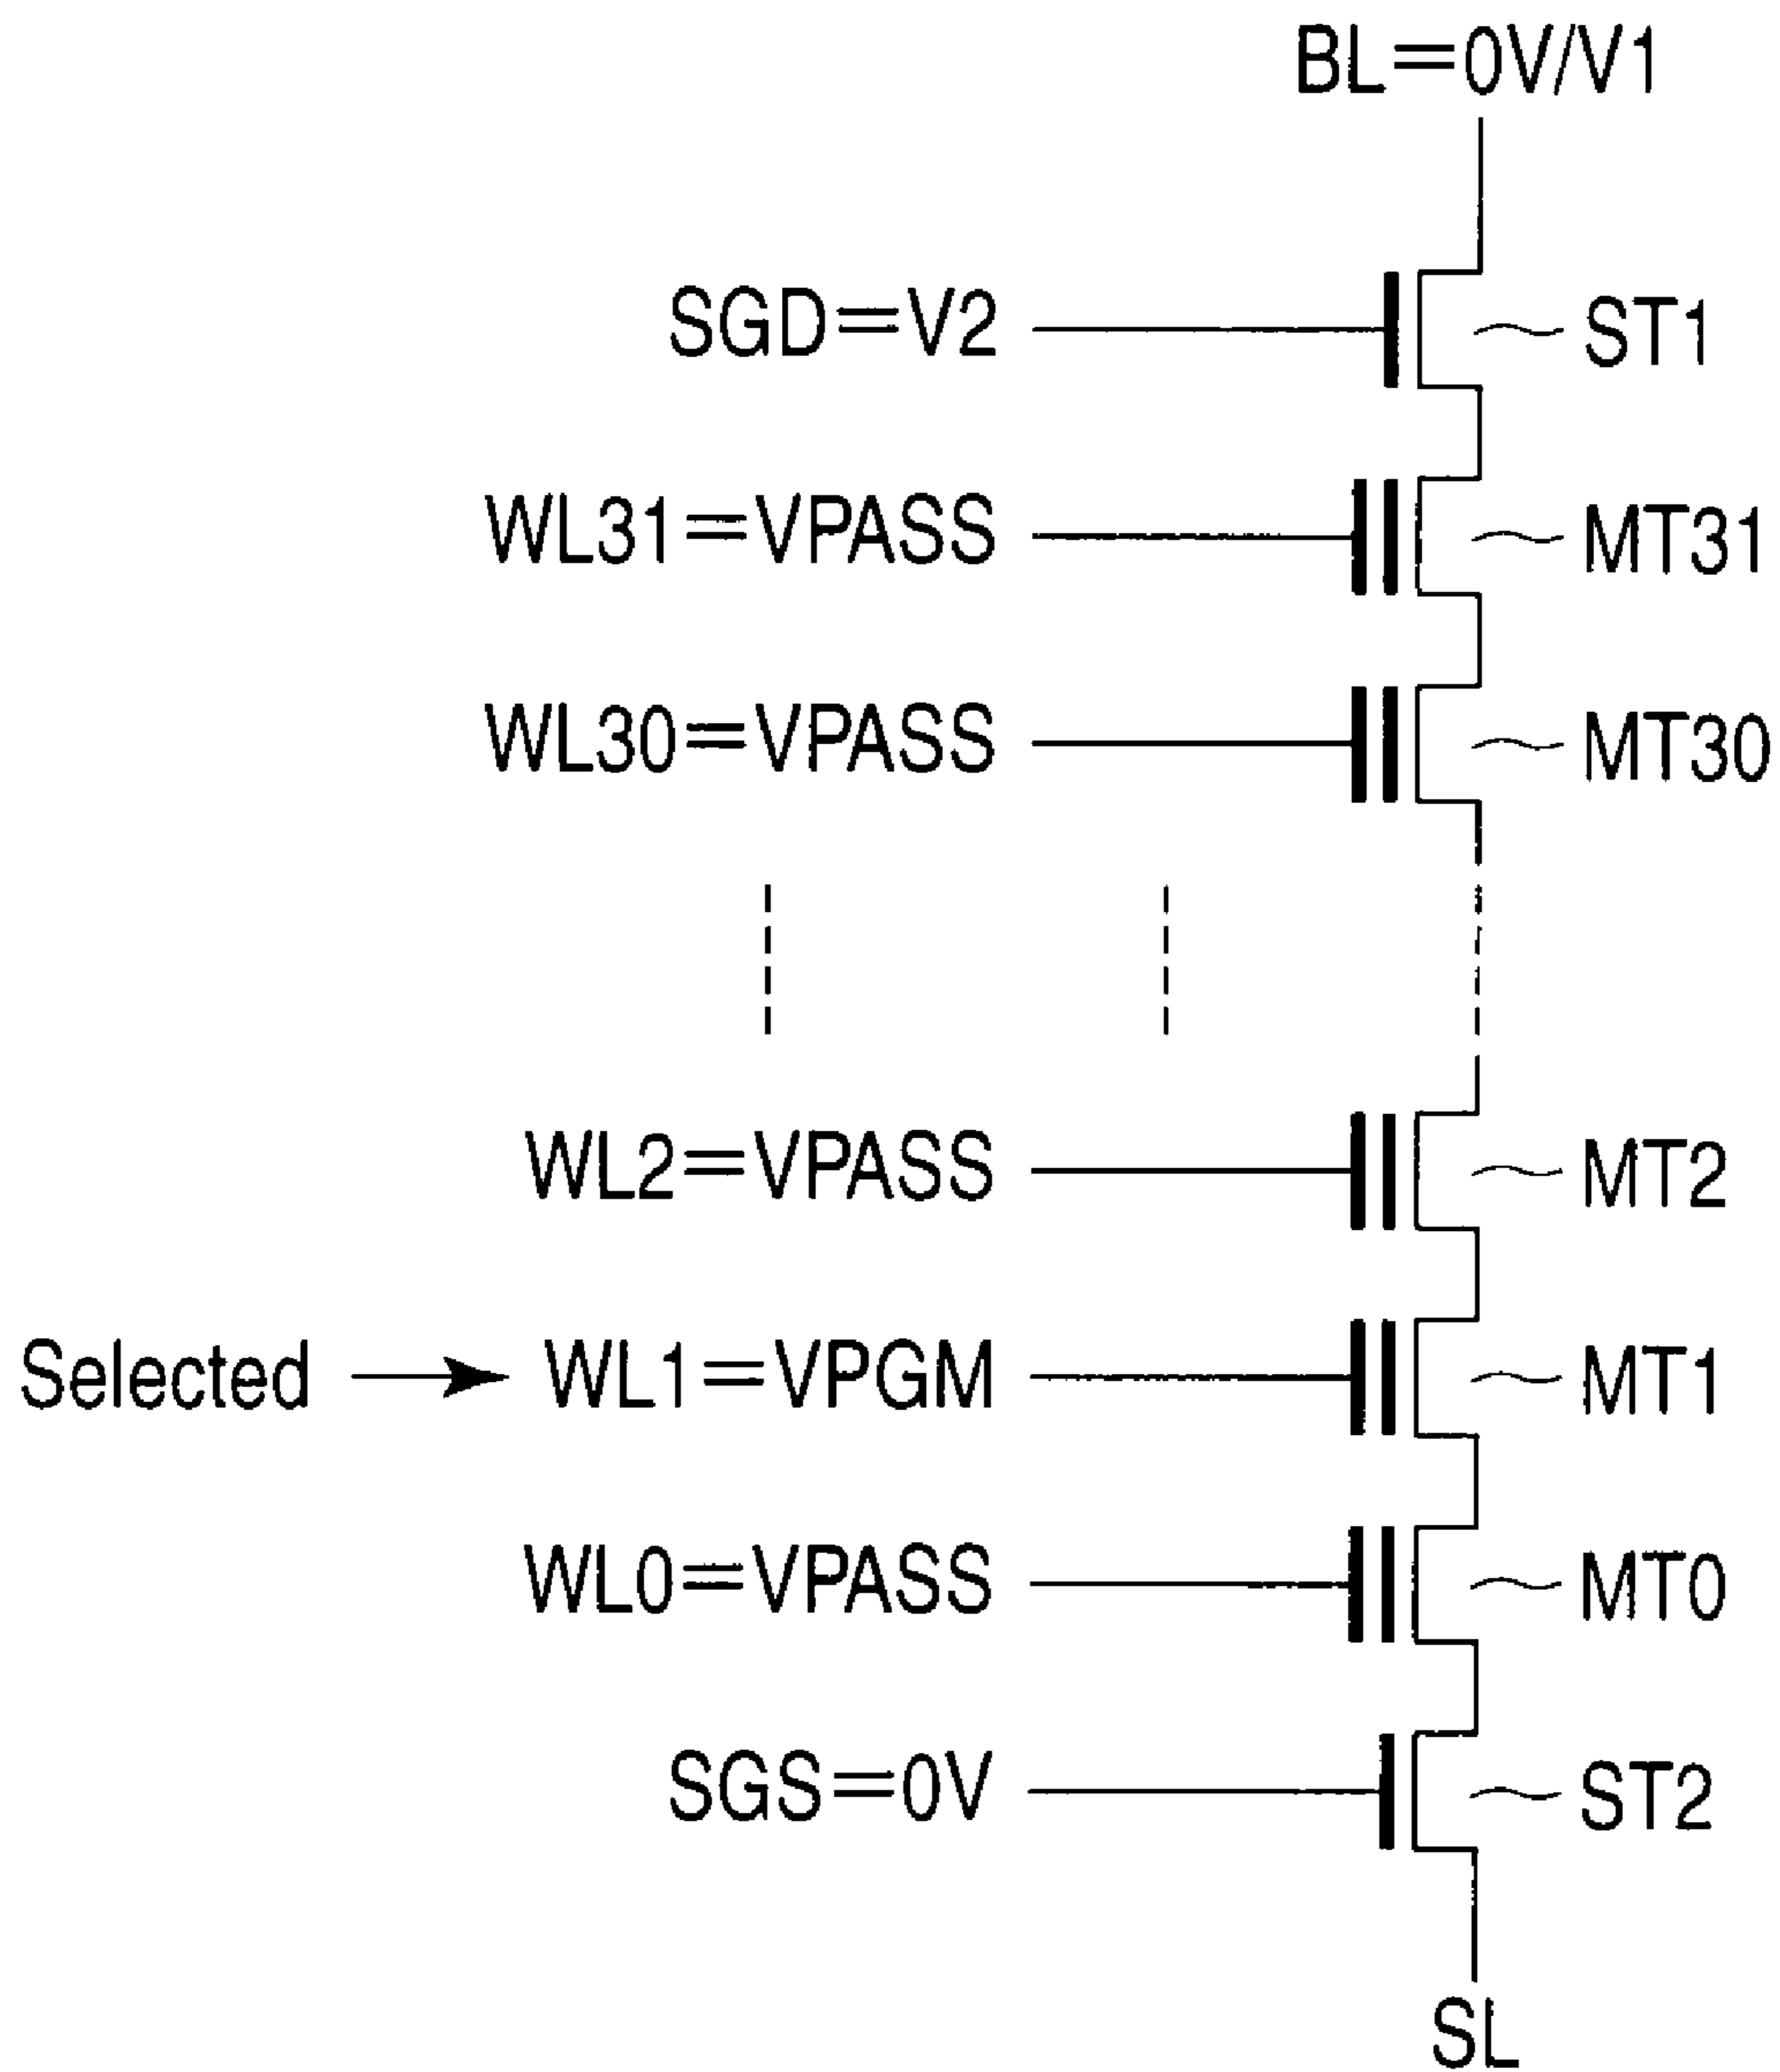 BL=0V/V1
SGD=V2
ST1
WL31=VPASS
MT31
WL30=VPASS
MT30
WL2=VPASS
MT2
Selected
WL1=VPGM
MT1
WL0=VPASS
MT0
SGS=0V
ST2
SL